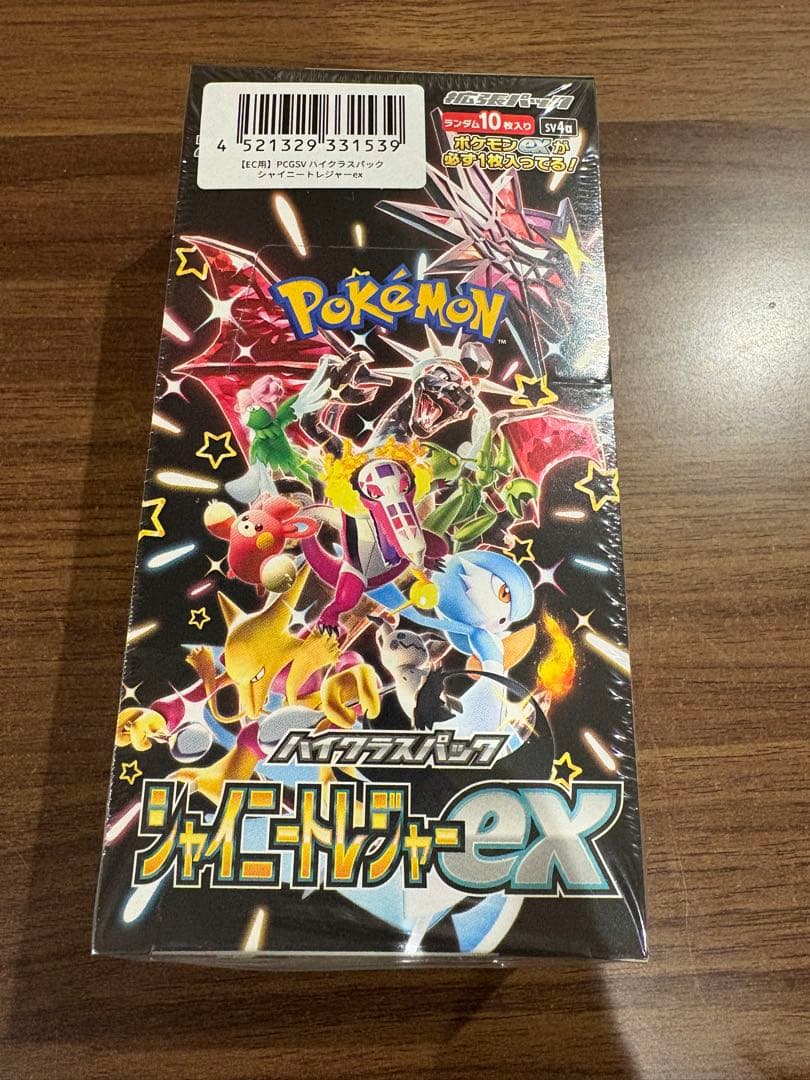 4 521329 331539
【EC用】PCGSV ハイクラスパック
シャイニートレジャーex
拡張パック
ランダム10枚入り SV4a
ポケモンexが
必ず1枚入ってる!
POKéMON
TM
ハイクラスパック
シャイニートレジャーex